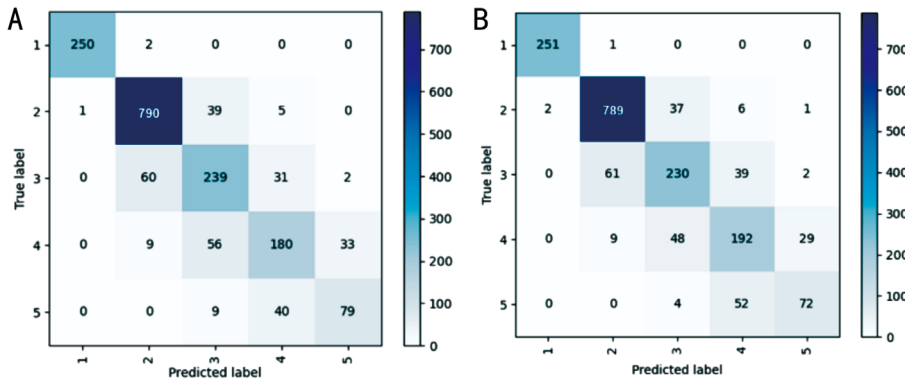 A
True label
1 250 2 0 0 0
2 1 790 39 5 0
3 0 60 239 31 2
4 0 9 56 180 33
5 0 0 9 40 79
1 2 3 4 5
Predicted label
700
600
500
400
300
200
100
0
B
True label
1 251 1 0 0 0
2 2 789 37 6 1
3 0 61 230 39 2
4 0 9 48 192 29
5 0 0 4 52 72
1 2 3 4 5
Predicted label
700
600
500
400
300
200
100
0